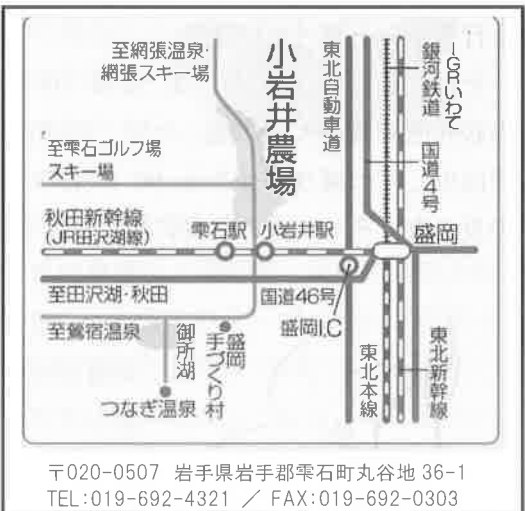 至網張温泉・
網張スキー場
小岩井農場
東北自動車道
IGRいわて
銀河鉄道
国道4号
至雫石ゴルフ場
スキー場
秋田新幹線
(JR田沢湖線)
雫石駅
小岩井駅
盛岡
至田沢湖・秋田
国道46号
盛岡I.C
至鶯宿温泉
御所湖
盛岡
手づくり村
つなぎ温泉
東北本線
東北新幹線
〒020-0507 岩手県岩手郡雫石町丸谷地 36-1
TEL:019-692-4321 ／ FAX:019-692-0303